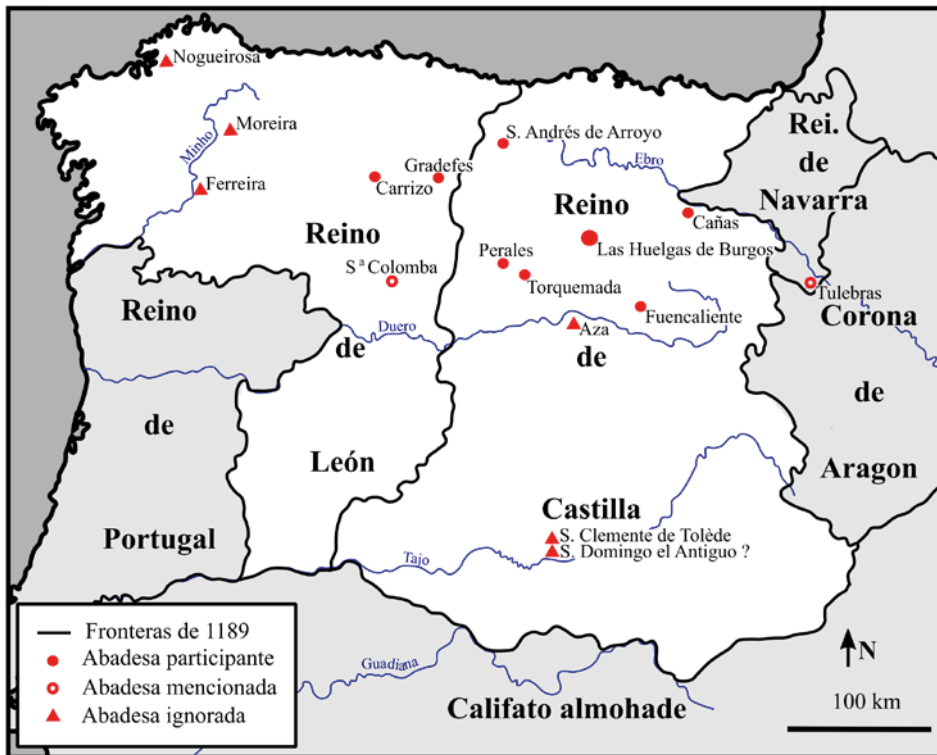 Nogueirosa
Moreira
Minho
Ferreira
S. Andrés de Arroyo
Ebro
Rei.
de
Navarra
Gradefes
Carrizo
Reino
Reino
Cañas
Las Huelgas de Burgos
Perales
Sª Colomba
Torquemada
Tulebras
Reino
Fuencaliente
Corona
Duero
Aza
de
de
de
de
León
Aragon
Castilla
S. Clemente de Tolède
Portugal
S. Domingo el Antiguo ?
Tajo
Fronteras de 1189
Abadesa participante
Abadesa mencionada
Abadesa ignorada
Guadiana
Califato almohade
N
100 km